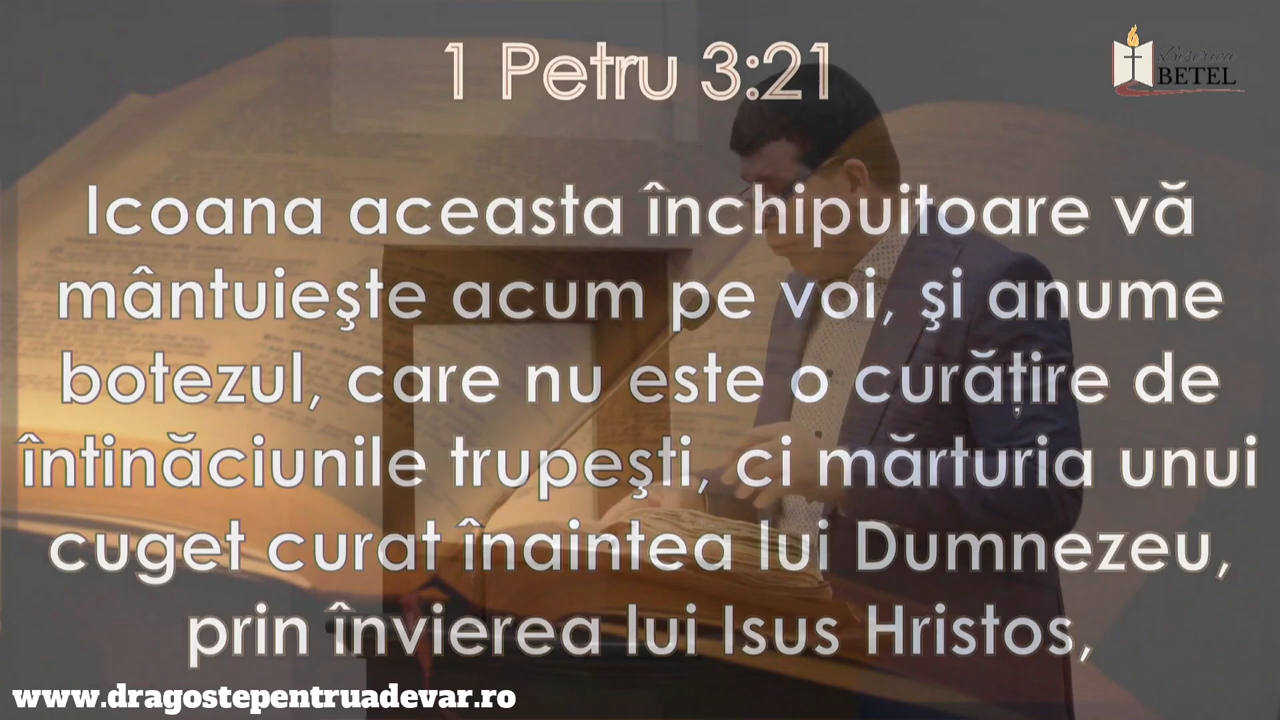 1 Petru 3:21
Biserica
BETEL
Icoana aceasta închipuitoare vă
mântuieşte acum pe voi, şi anume
botezul, care nu este o curăţire de
întinăciunile trupeşti, ci mărturia unui
cuget curat înaintea lui Dumnezeu,
prin învierea lui Isus Hristos,
www.dragostepentruadevar.ro